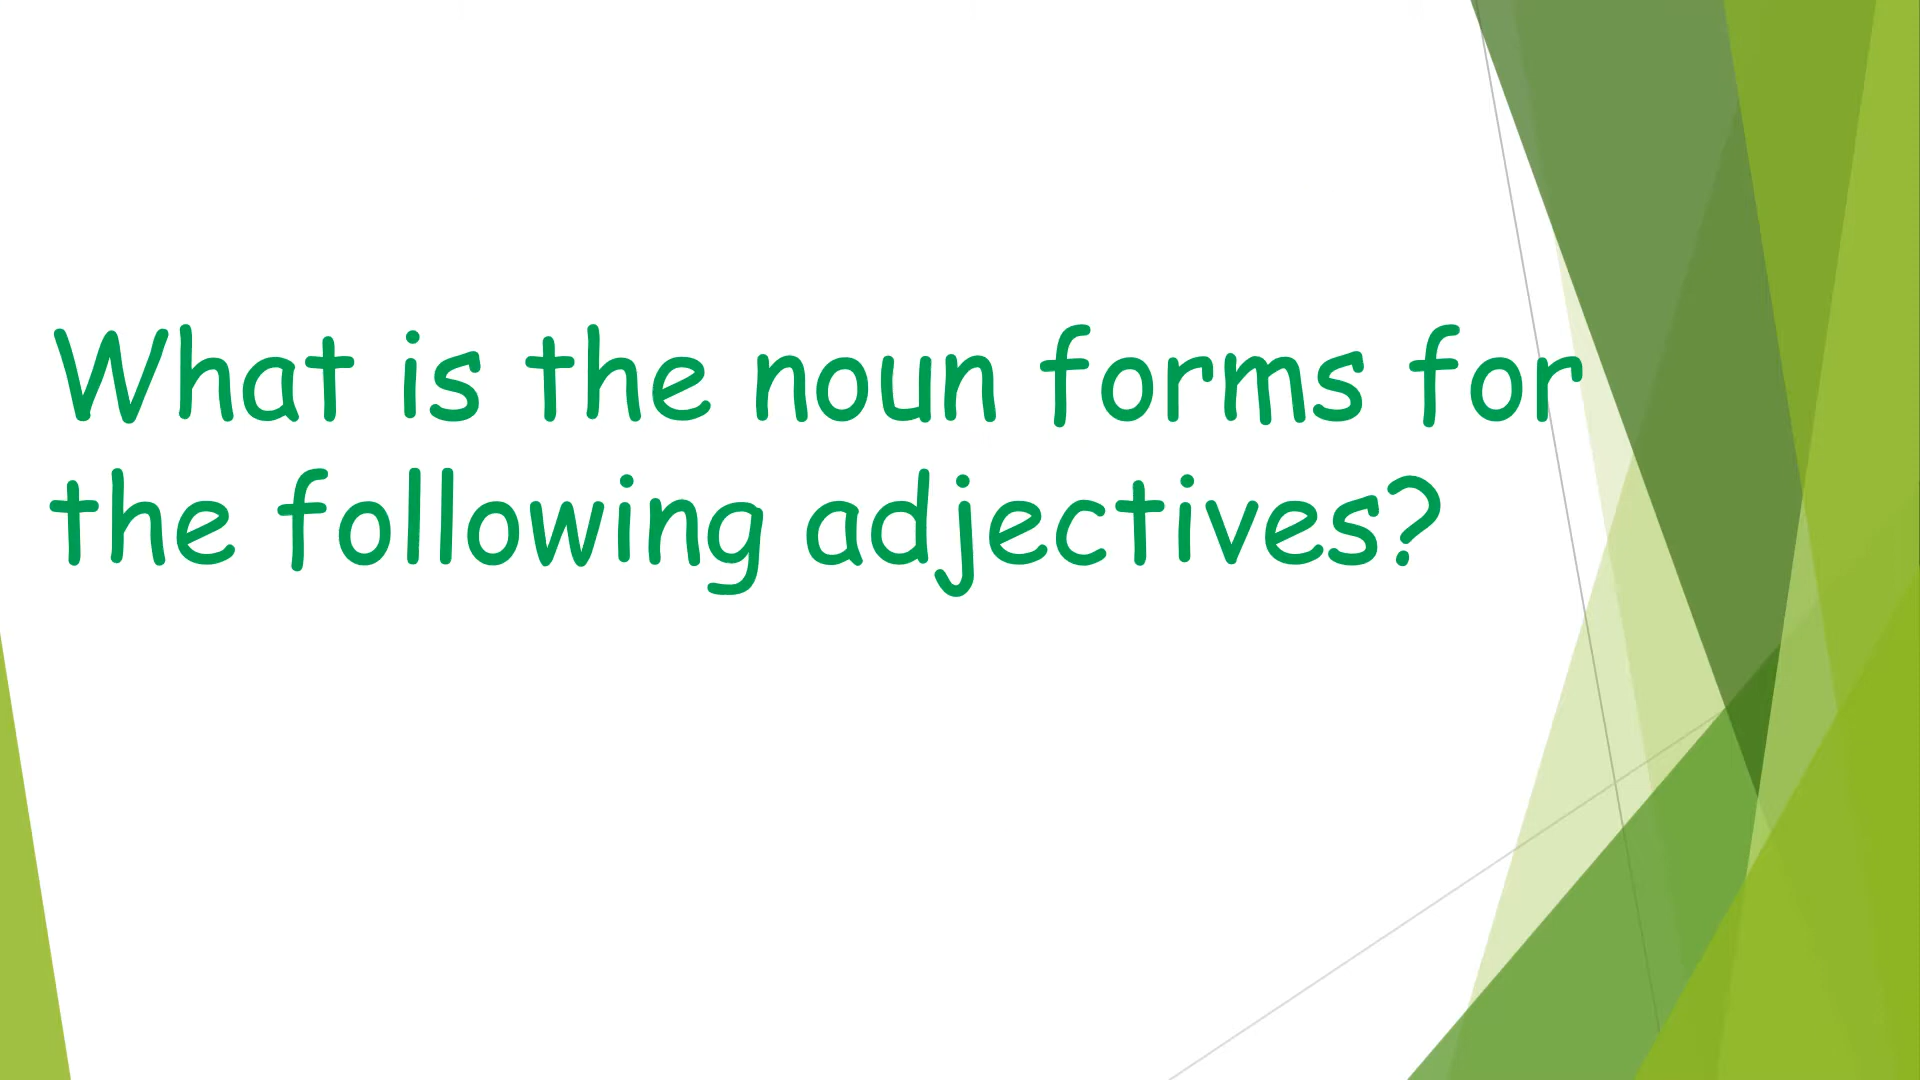 What is the noun forms for
the following adjectives?